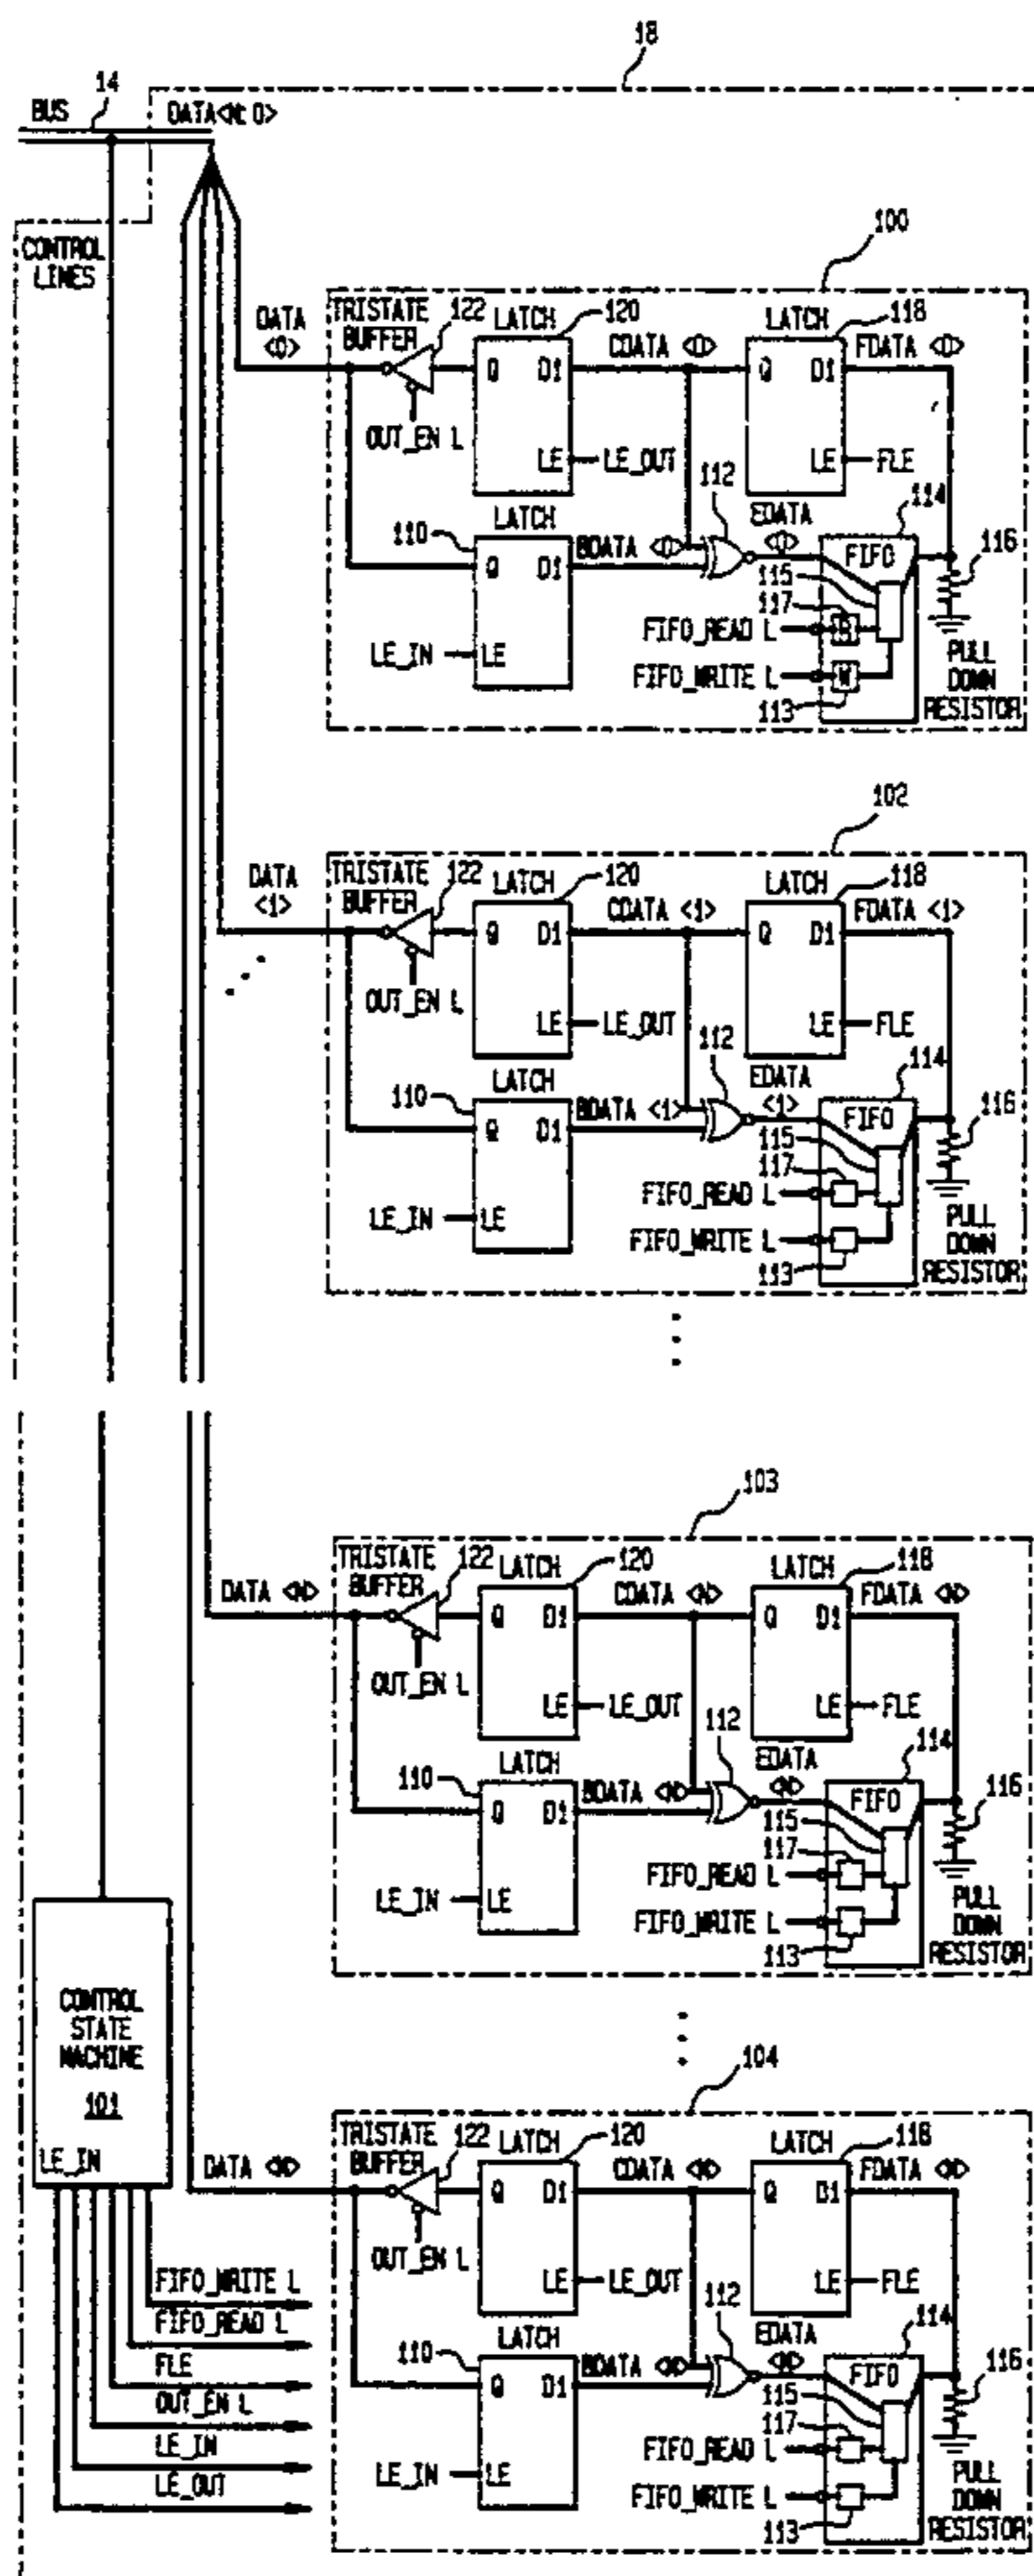 18
14
BUS
DATA<N:0>
CONTROL
LINES
100
DATA
<0>
TRISTATE
BUFFER
122
LATCH
120
CDATA <0>
LATCH
118
FDATA <0>
Q D1
Q D1
OUT_EN L
LE
LE_OUT
LE
FLE
112
EDATA
<0>
114
110
LATCH
BDATA <0>
FIFO
116
Q D1
115
117
FIFO_READ L
R
LE_IN
LE
FIFO_WRITE L
W
113
PULL
DOWN
RESISTOR
102
DATA
<1>
TRISTATE
BUFFER
122
LATCH
120
CDATA <1>
LATCH
118
FDATA <1>
Q D1
Q D1
OUT_EN L
LE
LE_OUT
LE
FLE
112
EDATA
<1>
114
110
LATCH
BDATA <1>
FIFO
116
Q D1
115
117
FIFO_READ L
LE_IN
LE
FIFO_WRITE L
113
PULL
DOWN
RESISTOR
103
DATA
TRISTATE
BUFFER
122
LATCH
120
CDATA
LATCH
118
FDATA
Q D1
Q D1
OUT_EN L
LE
LE_OUT
LE
FLE
112
EDATA
114
110
LATCH
BDATA
FIFO
116
Q D1
115
117
FIFO_READ L
LE_IN
LE
FIFO_WRITE L
113
PULL
DOWN
RESISTOR
CONTROL
STATE
MACHINE
101
LE_IN
104
DATA
TRISTATE
BUFFER
122
LATCH
120
CDATA
LATCH
118
FDATA
Q D1
Q D1
OUT_EN L
LE
LE_OUT
LE
FLE
112
EDATA
114
110
LATCH
BDATA
FIFO
116
Q D1
115
117
FIFO_READ L
LE_IN
LE
FIFO_WRITE L
113
PULL
DOWN
RESISTOR
FIFO_WRITE L
FIFO_READ L
FLE
OUT_EN L
LE_IN
LE_OUT